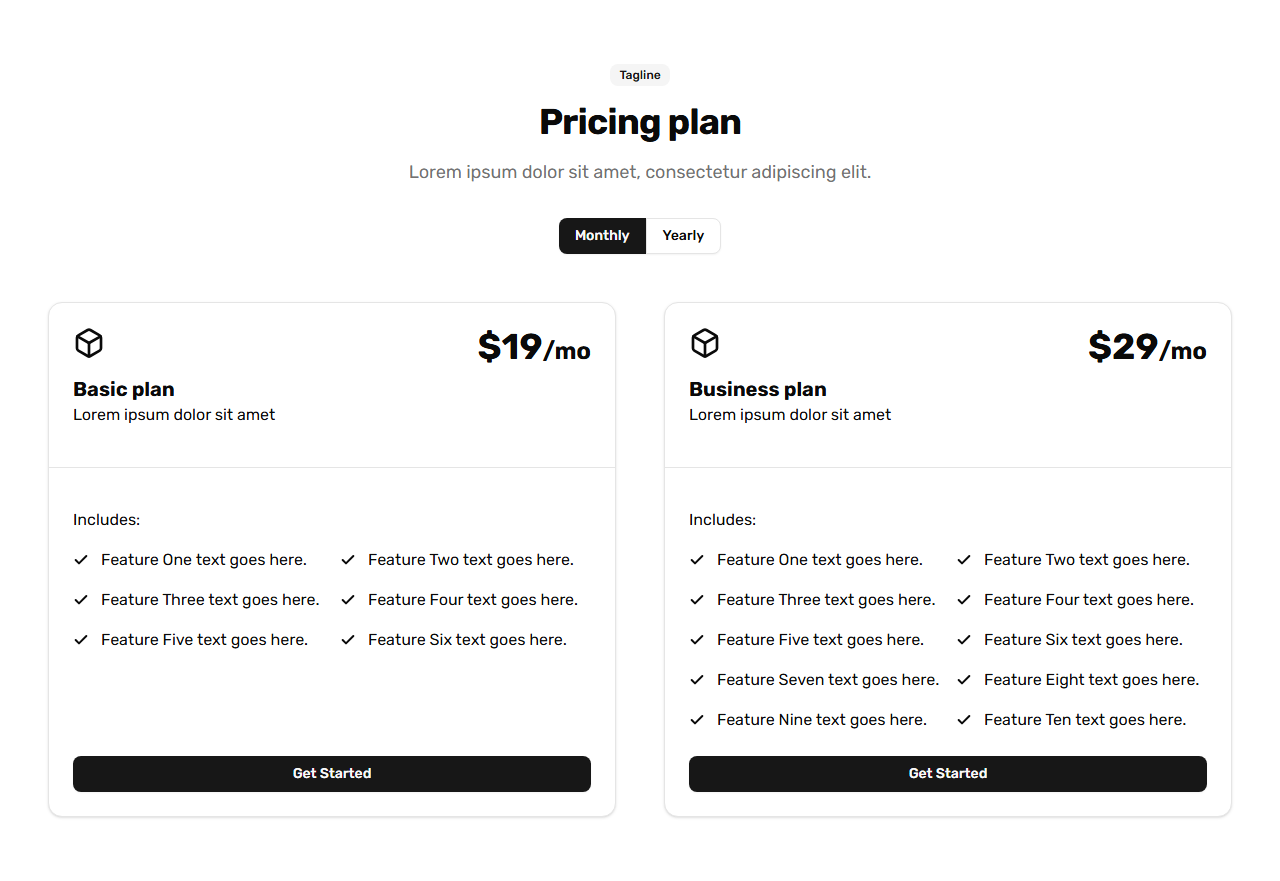 Tagline
Pricing plan
Lorem ipsum dolor sit amet, consectetur adipiscing elit.
Monthly Yearly
$19/mo
Basic plan
Lorem ipsum dolor sit amet
Includes:
Feature One text goes here. Feature Two text goes here.
Feature Three text goes here. Feature Four text goes here.
Feature Five text goes here. Feature Six text goes here.
Get Started
$29/mo
Business plan
Lorem ipsum dolor sit amet
Includes:
Feature One text goes here. Feature Two text goes here.
Feature Three text goes here. Feature Four text goes here.
Feature Five text goes here. Feature Six text goes here.
Feature Seven text goes here. Feature Eight text goes here.
Feature Nine text goes here. Feature Ten text goes here.
Get Started